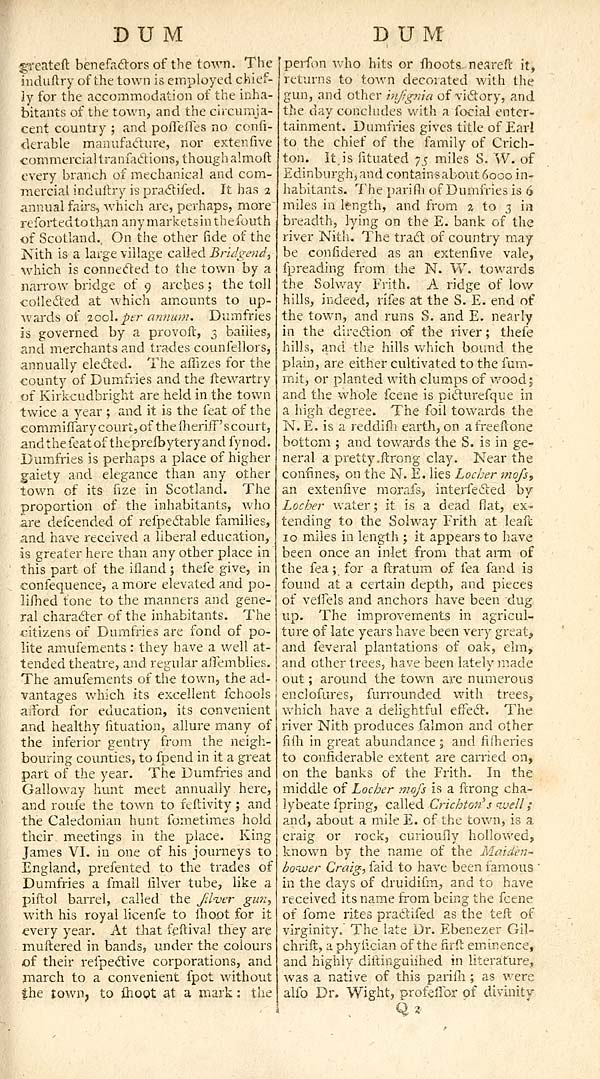 DUM
DUM
greateſt benefactors of the town. The
induſtry of the town is employed chief-
ly for the accommodation of the inha-
bitants of the town, and the circumja-
cent country; and poſſeſſes no conſi-
derable manufacture, nor extenſive
commercial tranſactions, though almoſt
every branch of mechanical and com-
mercial induſtry is practiſed. It has 2
annual fairs, which are, perhaps, more
reſorted to than any markets in the ſouth
of Scotland. On the other ſide of the
Nith is a large village called Bridgend,
which is connected to the town by a
narrow bridge of 9 arches; the toll
collected at which amounts to up-
wards of 200l. per annum. Dumfries
is governed by a provoſt, 3 bailies,
and merchants and trades counſellors,
annually elected. The aſſizes for the
county of Dumfries and the ſtewartry
of Kirkcudbright are held in the town
twice a year; and it is the ſeat of the
commiſſary court, of the ſheriff's court,
and the ſeat of the preſbytery and ſynod.
Dumfries is perhaps a place of higher
gaiety and elegance than any other
town of its ſize in Scotland. The
proportion of the inhabitants, who
are deſcended of reſpectable families,
and have received a liberal education,
is greater here than any other place in
this part of the iſland; theſe give, in
conſequence, a more elevated and po-
liſhed tone to the manners and gene-
ral character of the inhabitants. The
citizens of Dumfries are fond of po-
lite amuſements: they have a well at-
tended theatre, and regular aſſemblies.
The amuſements of the town, the ad-
vantages which its excellent ſchools
afford for education, its convenient
and healthy ſituation, allure many of
the inferior gentry from the neigh-
bouring counties, to ſpend in it a great
part of the year. The Dumfries and
Galloway hunt meet annually here,
and rouſe the town to feſtivity; and
the Caledonian hunt ſometimes hold
their meetings in the place. King
James VI. in one of his journeys to
England, preſented to the trades of
Dumfries a ſmall ſilver tube, like a
piſtol barrel, called the ſilver gun,
with his royal licenſe to ſhoot for it
every year. At that feſtival they are
muſtered in bands, under the colours
of their reſpective corporations, and
march to a convenient ſpot without
the town, to ſhoot at a mark: the
perſon who hits or ſhoots neareſt it,
returns to town decorated with the
gun, and other inſignia of victory, and
the day concludes with a ſocial enter-
tainment. Dumfries gives title of Earl
to the chief of the family of Crich-
ton. It is ſituated 75 miles S. W. of
Edinburgh, and contains about 6000 in-
habitants. The pariſh of Dumfries is 6
miles in length, and from 2 to 3 in
breadth, lying on the E. bank of the
river Nith. The tract of country may
be conſidered as an extenſive vale,
ſpreading from the N. W. towards
the Solway Frith. A ridge of low
hills, indeed, riſes at the S. E. end of
the town, and runs S. and E. nearly
in the direction of the river; theſe
hills, and the hills which bound the
plain, are either cultivated to the ſum-
mit, or planted with clumps of wood;
and the whole ſcene is pictureſque in
a high degree. The ſoil towards the
N. E. is a reddiſh earth, on a freeſtone
bottom; and towards the S. is in ge-
neral a pretty ſtrong clay. Near the
confines, on the N. E. lies Locher moſs,
an extenſive moraſs, interſected by
Locher water; it is a dead flat, ex-
tending to the Solway Frith at leaſt
10 miles in length; it appears to have
been once an inlet from that arm of
the ſea; for a ſtratum of ſea ſand is
found at a certain depth, and pieces
of veſſels and anchors have been dug
up. The improvements in agricul-
ture of late years have been very great,
and ſeveral plantations of oak, elm,
and other trees, have been lately made
out; around the town are numerous
encloſures, ſurrounded with trees,
which have a delightful effect. The
river Nith produces ſalmon and other
fiſh in great abundance; and fiſheries
to conſiderable extent are carried on,
on the banks of the Frith. In the
middle of Locher moſs is a ſtrong cha-
lybeate ſpring, called Crichton's well;
and, about a mile E. of the town, is a
craig or rock, curiouſly hollowed,
known by the name of the Maiden-
bower Craig, ſaid to have been famous
in the days of druidiſm, and to have
received its name from being the ſcene
of ſome rites practiſed as the teſt of
virginity. The late Dr. Ebenezer Gil-
chriſt, a phyſician of the firſt eminence,
and highly diſtinguiſhed in literature,
was a native of this pariſh; as were
alſo Dr. Wight, profeſſor of divinity
Q 2